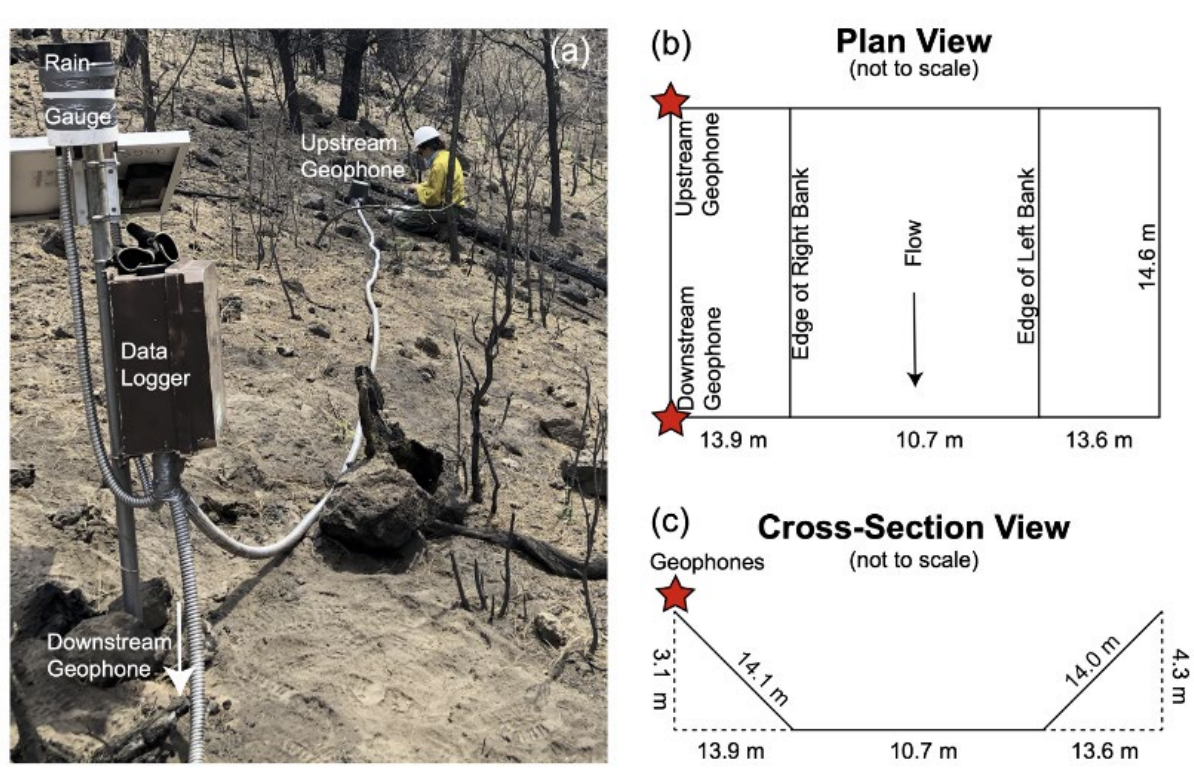 (a)
Rain
Gauge
Upstream
Geophone
Data
Logger
Downstream
Geophone
(b)
Plan View
(not to scale)
Upstream
Geophone
Downstream
Geophone
Edge ot Right Bank
Flow
Edge of Left Bank
14.6 m
13.9 m
10.7 m
13.6 m
(c)
Cross-Section View
(not to scale)
Geophones
3.1 m
14.1 m
14.0 m
4.3 m
13.9 m
10.7 m
13.6 m